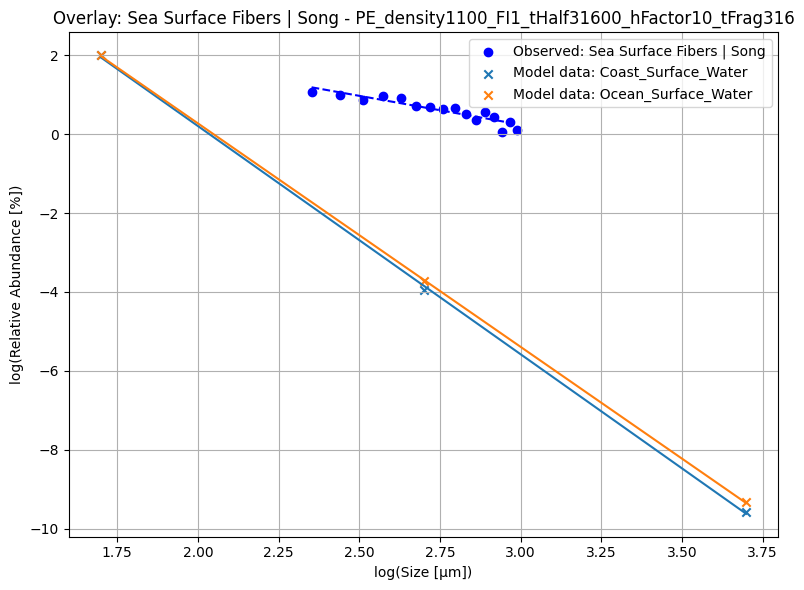 Overlay: Sea Surface Fibers | Song - PE_density1100_FI1_tHalf31600_hFactor10_tFrag316
Observed: Sea Surface Fibers | Song
Model data: Coast_Surface_Water
Model data: Ocean_Surface_Water
log(Relative Abundance [%])
2
0
−2
−4
−6
−8
−10
1.75 2.00 2.25 2.50 2.75 3.00 3.25 3.50 3.75
log(Size [µm])